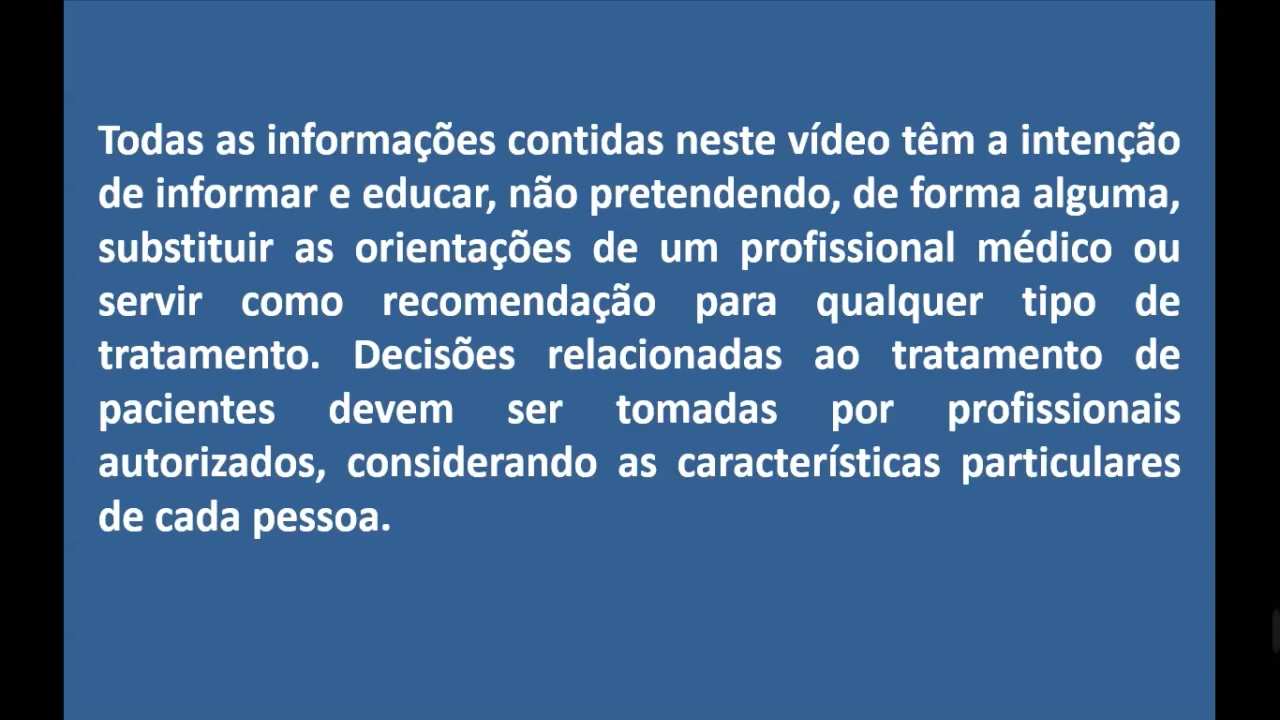 Todas as informações contidas neste vídeo têm a intenção
de informar e educar, não pretendendo, de forma alguma,
substituir as orientações de um profissional médico ou
servir como recomendação para qualquer tipo de
tratamento. Decisões relacionadas ao tratamento de
pacientes devem ser tomadas por profissionais
autorizados, considerando as características particulares
de cada pessoa.